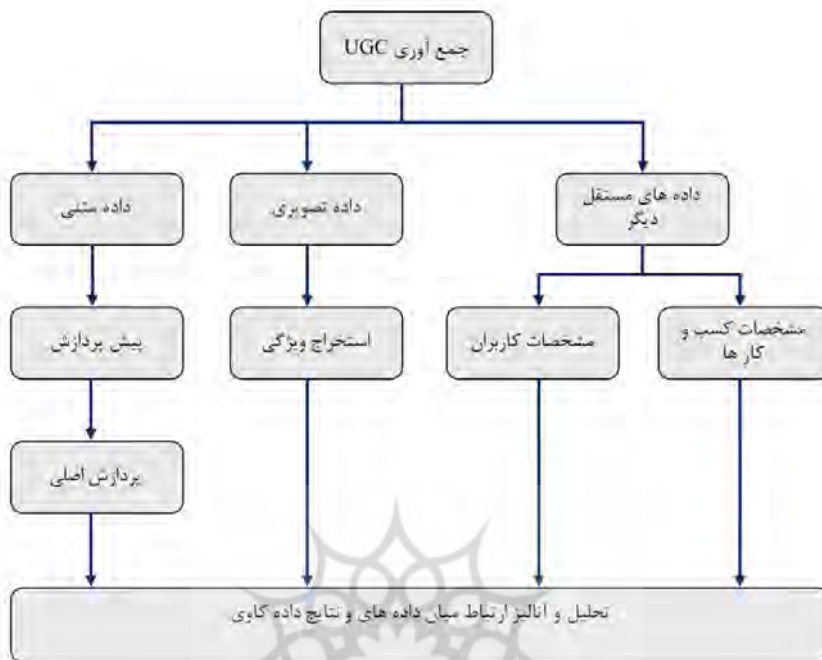 جمع آوری UGC
داده های مستقل
دیگر
داده تصویری
داده متنی
مشخصات کسب و
کار ها
مشخصات کاربران
استخراج ویژگی
پیش پردازش
پردازش اصلی
تحلیل و آنالیز ارتباط میان داده های و نتایج داده کاوی